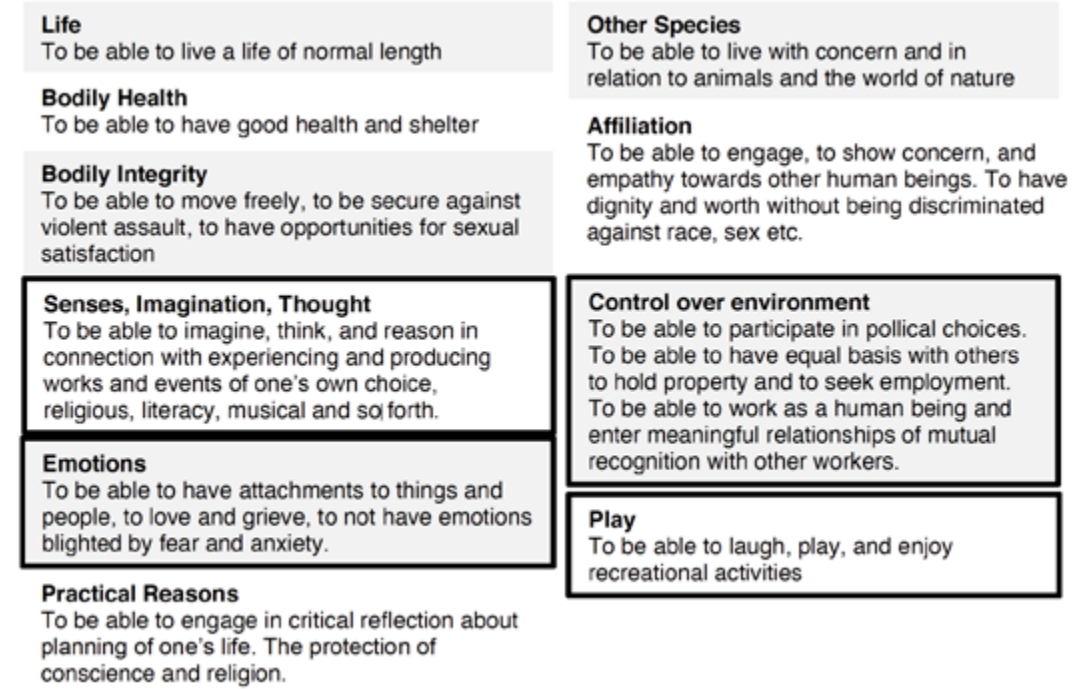 Life
To be able to live a life of normal length
Bodily Health
To be able to have good health and shelter
Bodily Integrity
To be able to move freely, to be secure against
violent assault, to have opportunities for sexual
satisfaction
Senses, Imagination, Thought
To be able to imagine, think, and reason in
connection with experiencing and producing
works and events of one's own choice,
religious, literacy, musical and so forth.
Emotions
To be able to have attachments to things and
people, to love and grieve, to not have emotions
blighted by fear and anxiety.
Practical Reasons
To be able to engage in critical reflection about
planning of one's life. The protection of
conscience and religion.
Other Species
To be able to live with concern and in
relation to animals and the world of nature
Affiliation
To be able to engage, to show concern, and
empathy towards other human beings. To have
dignity and worth without being discriminated
against race, sex etc.
Control over environment
To be able to participate in pollical choices.
To be able to have equal basis with others
to hold property and to seek employment.
To be able to work as a human being and
enter meaningful relationships of mutual
recognition with other workers.
Play
To be able to laugh, play, and enjoy
recreational activities